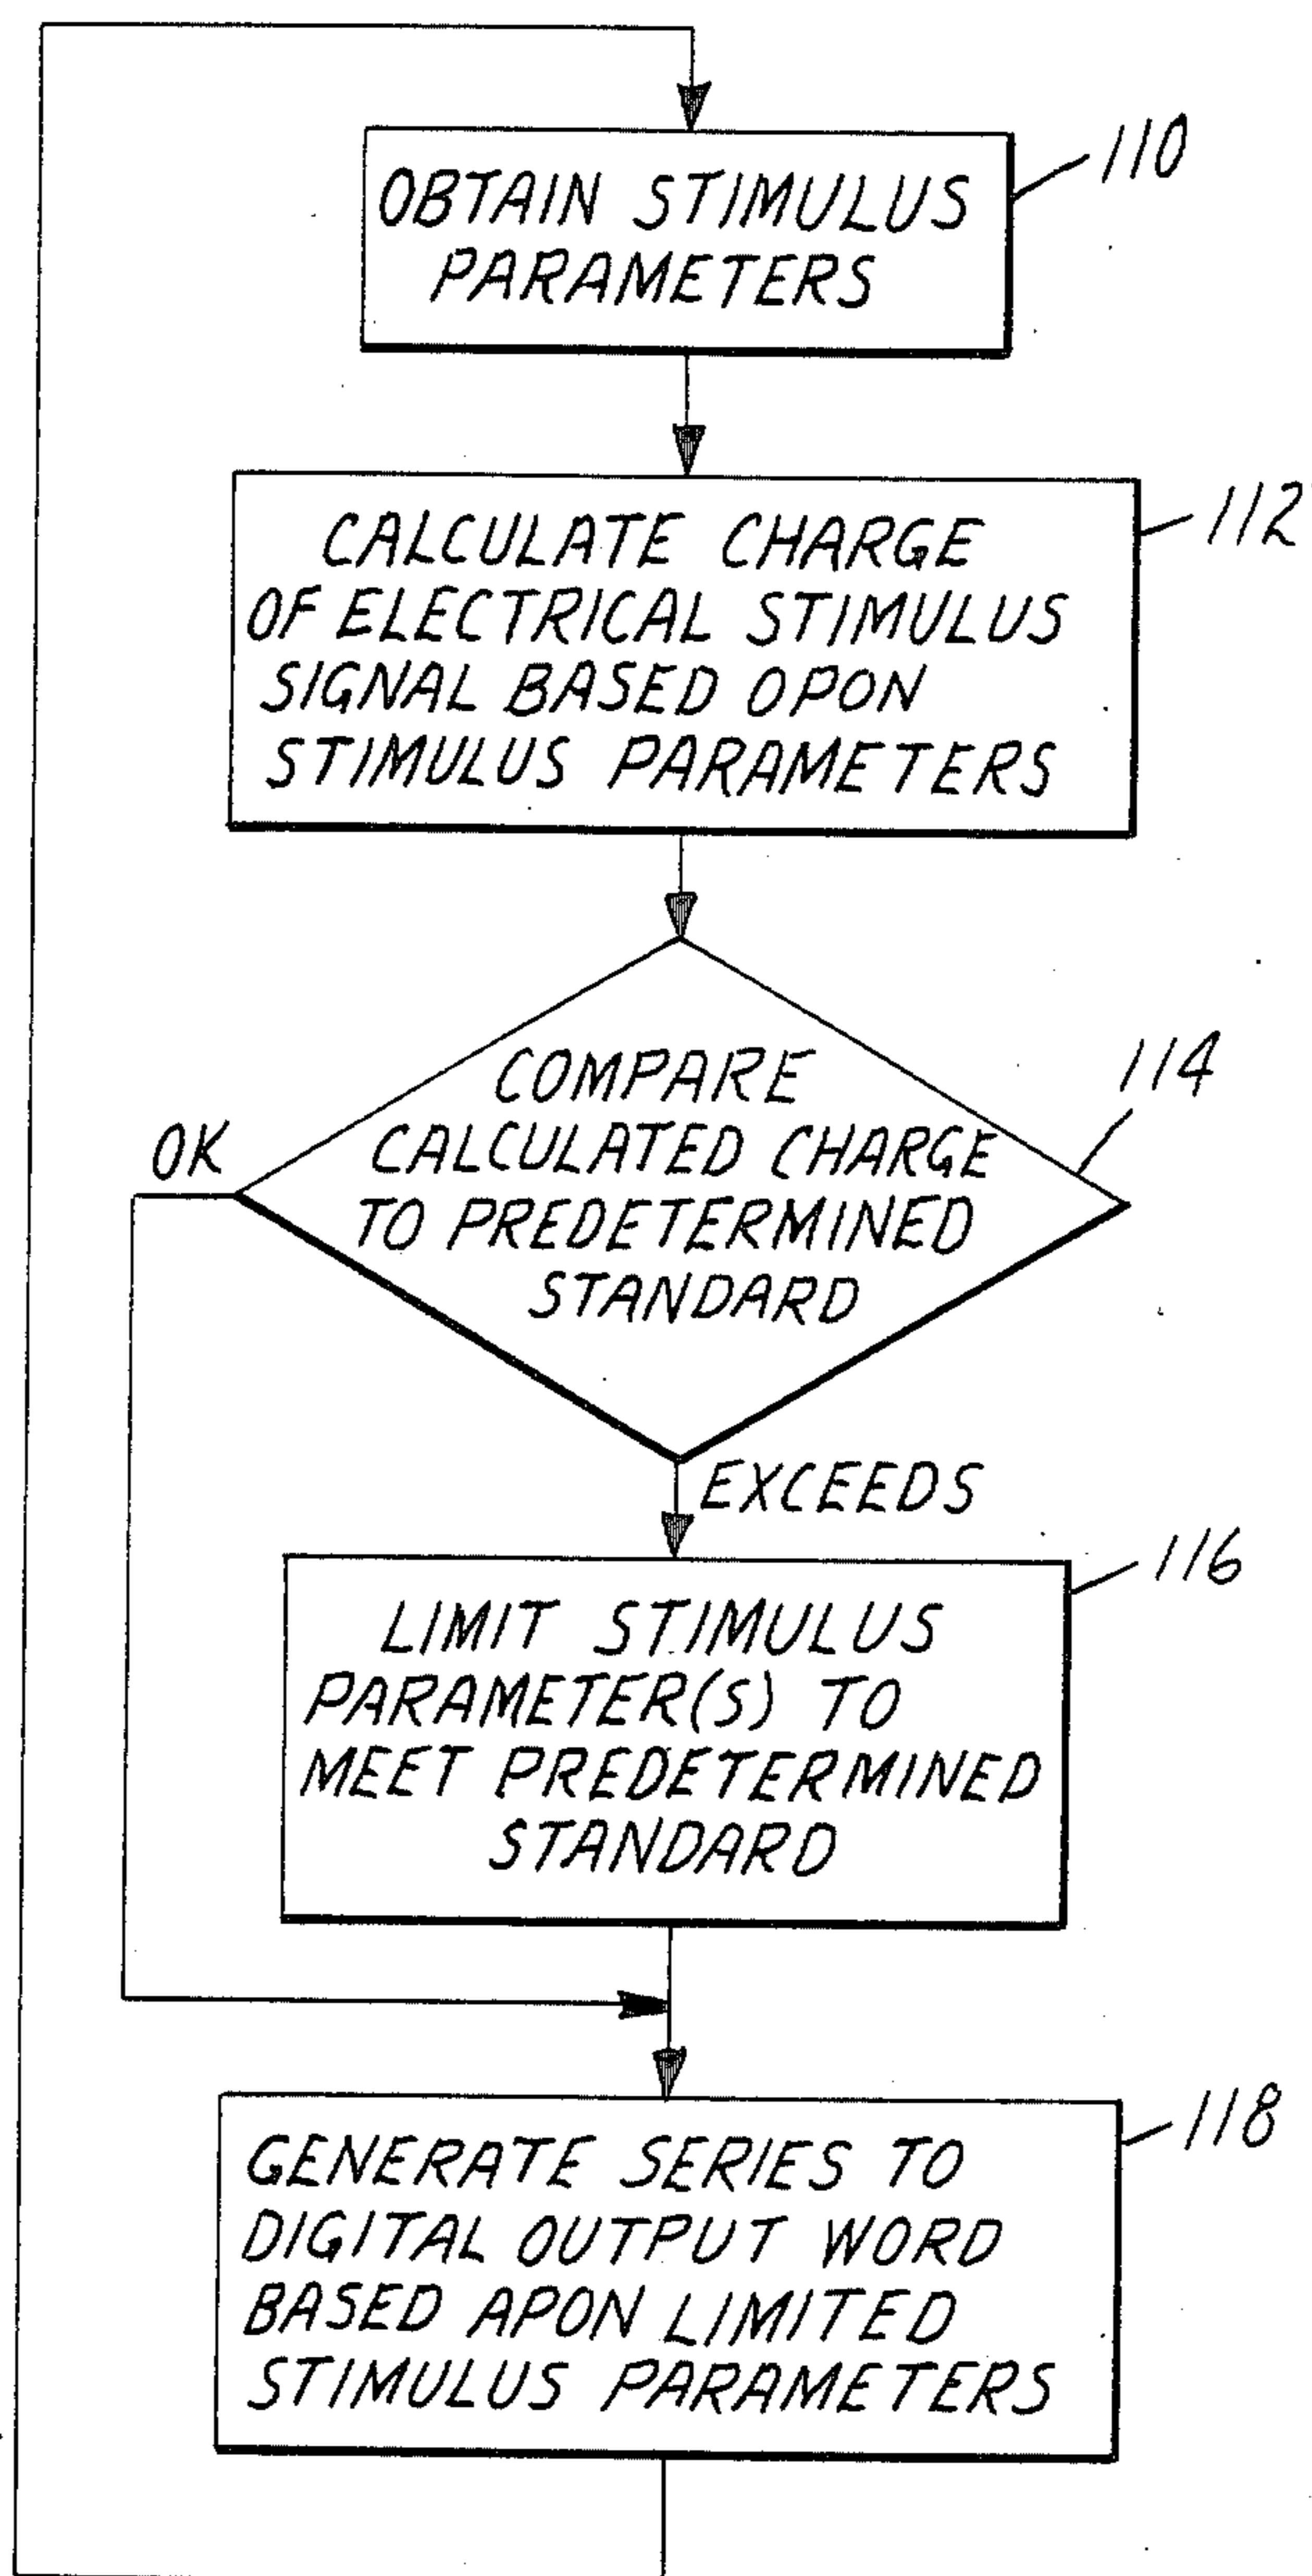 110
OBTAIN STIMULUS
PARAMETERS
112
CALCULATE CHARGE
OF ELECTRICAL STIMULUS
SIGNAL BASED OPON
STIMULUS PARAMETERS
114
COMPARE
CALCULATED CHARGE
TO PREDETERMINED
STANDARD
OK
EXCEEDS
116
LIMIT STIMULUS
PARAMETER(S) TO
MEET PREDETERMINED
STANDARD
118
GENERATE SERIES TO
DIGITAL OUTPUT WORD
BASED APON LIMITED
STIMULUS PARAMETERS